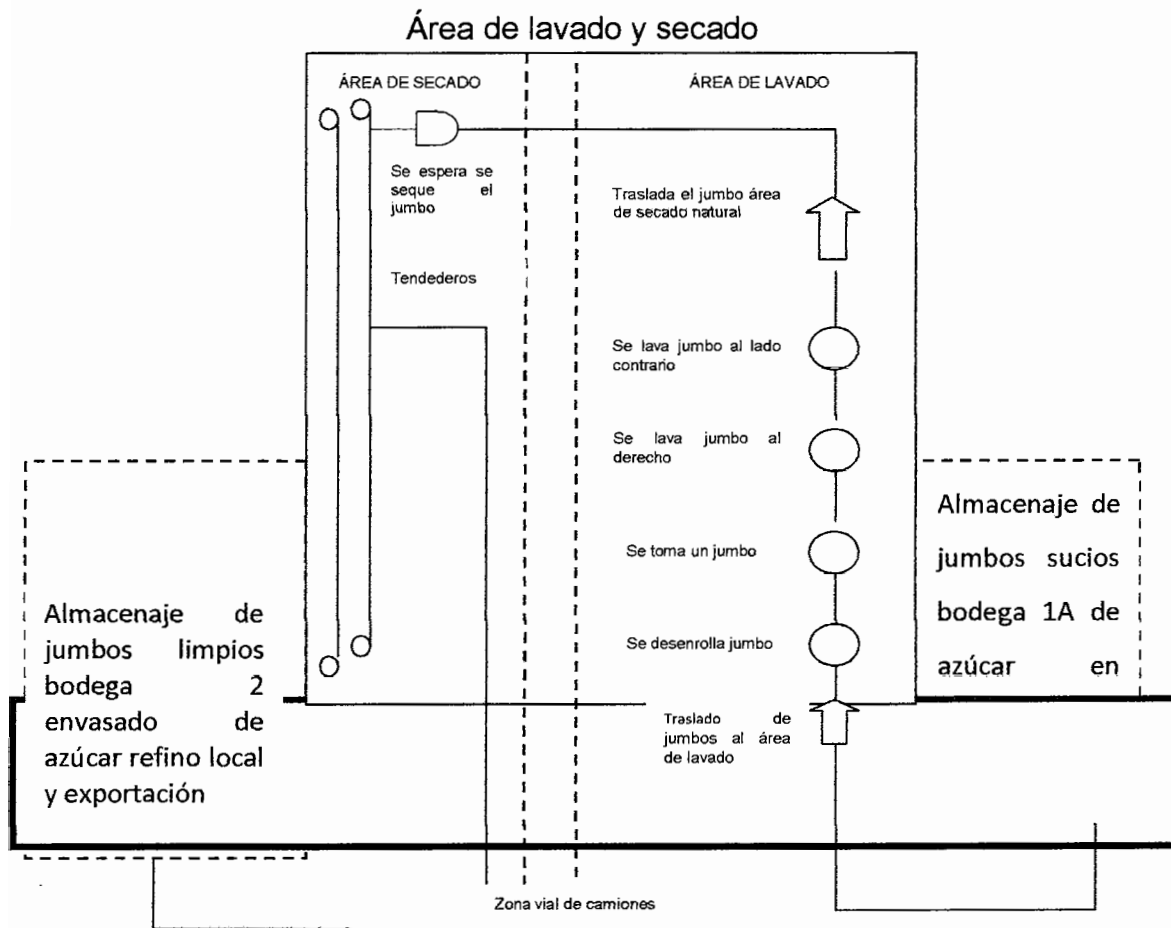 Área de lavado y secado
ÁREA DE SECADO
ÁREA DE LAVADO
Se espera se
seque el
jumbo
Traslada el jumbo área
de secado natural
Tendederos
Se lava jumbo al lado
contrario
Se lava jumbo al
derecho
Se toma un jumbo
Se desenrolla jumbo
Traslado de
jumbos al área
de lavado
Almacenaje de
jumbos sucios
bodega 1A de
azúcar en
Almacenaje de
jumbos limpios
bodega 2
envasado de
azúcar refino local
y exportación
Zona vial de camiones